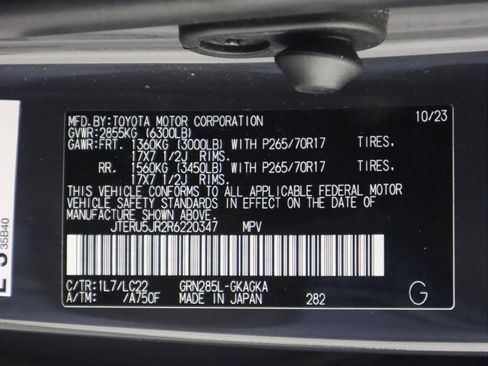 MFD.BY:TOYOTA MOTOR CORPORATION 10/23
GVWR:2855KG (6300LB)
GAWR:FRT. 1360KG (3000LB) WITH P265/70R17 TIRES.
17X7 1/2J RIMS.
RR. 1560KG (3450LB) WITH P265/70R17 TIRES.
17X7 1/2J RIMS.
THIS VEHICLE CONFORMS TO ALL APPLICABLE FEDERAL MOTOR
VEHICLE SAFETY STANDARDS IN EFFECT ON THE DATE OF
MANUFACTURE SHOWN ABOVE.
JTERU5JR2R6220347 MPV
C/TR:1L7/LC22 GRN285L-GKAGKA
A/TM: /A750F MADE IN JAPAN 282 G
35B40